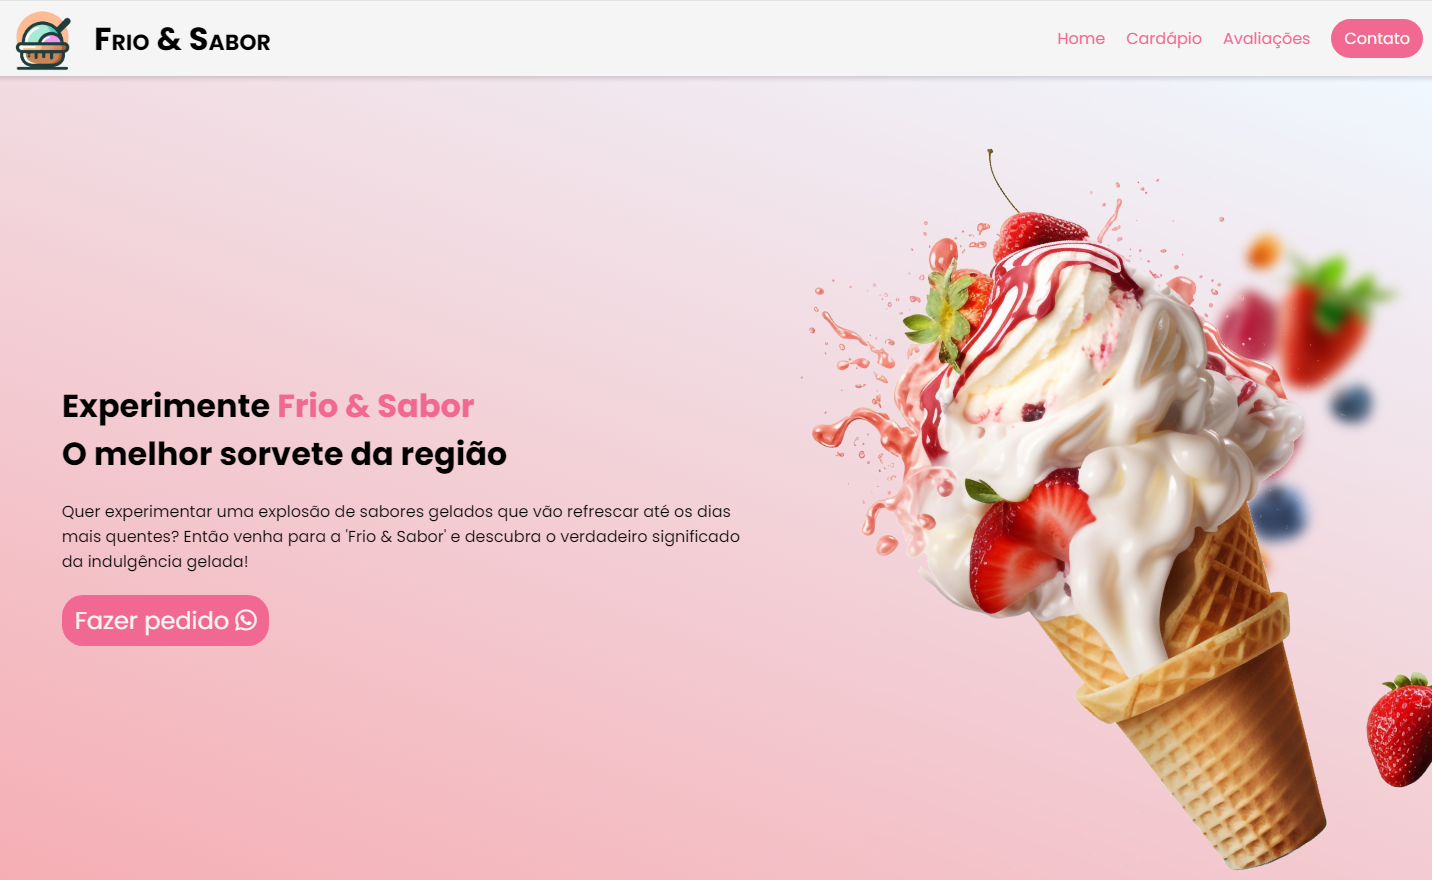 Frio & Sabor
Home Cardápio Avaliações Contato
Experimente Frio & Sabor
O melhor sorvete da região
Quer experimentar uma explosão de sabores gelados que vão refrescar até os dias
mais quentes? Então venha para a 'Frio & Sabor' e descubra o verdadeiro significado
da indulgência gelada!
Fazer pedido